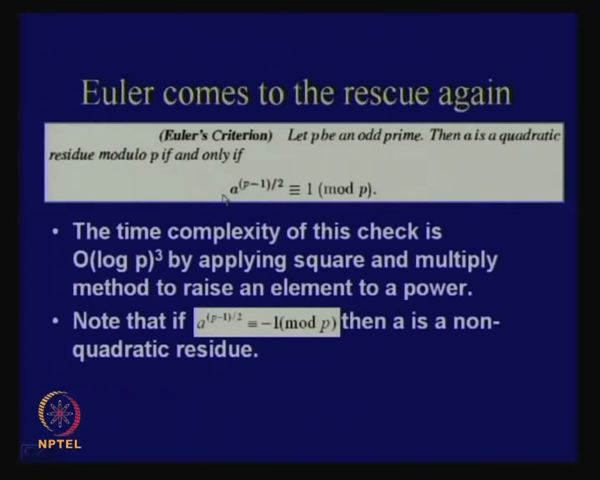 Euler comes to the rescue again
(Euler's Criterion) Let p be an odd prime. Then a is a quadratic
residue modulo p if and only if
a^(p−1)/2 ≡ 1 (mod p).
• The time complexity of this check is
O(log p)³ by applying square and multiply
method to raise an element to a power.
• Note that if a^(p−1)/2 ≡ −1(mod p) then a is a non-
quadratic residue.
NPTEL